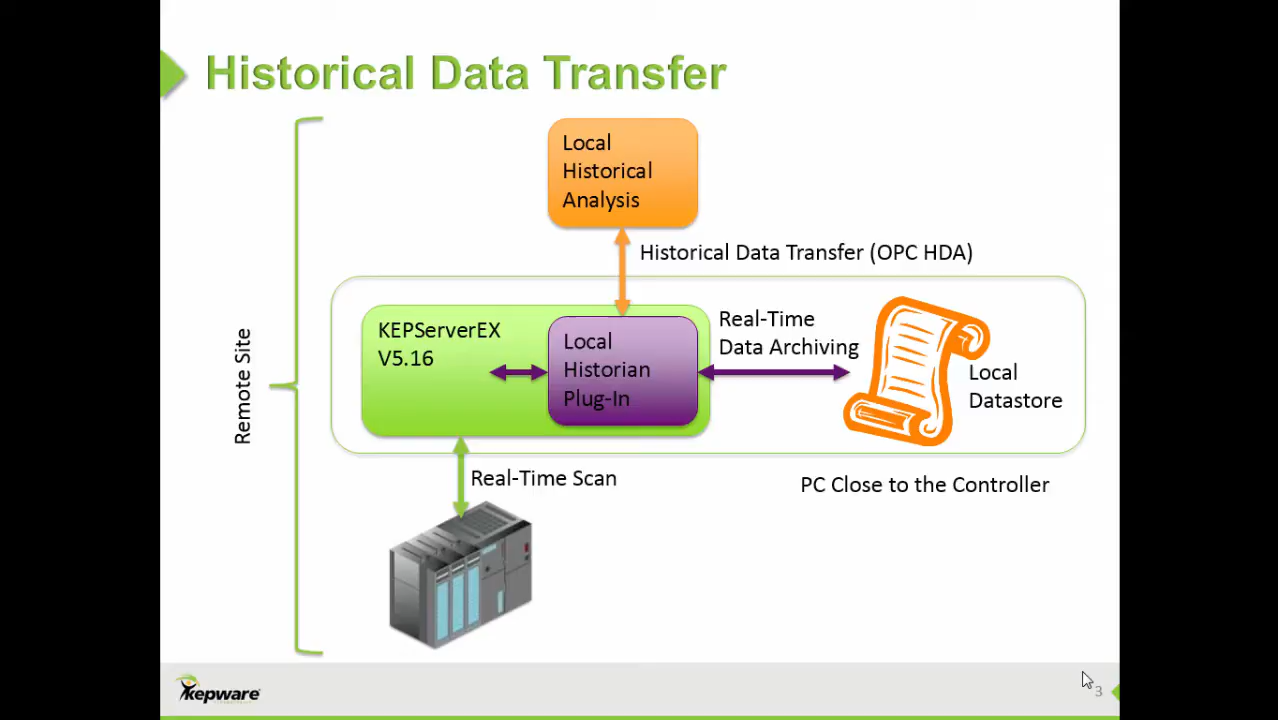 Historical Data Transfer
Local
Historical
Analysis
Historical Data Transfer (OPC HDA)
KEPServerEX
V5.16
Local
Historian
Plug-In
Real-Time
Data Archiving
Local
Datastore
Remote Site
Real-Time Scan
PC Close to the Controller
kepware
3